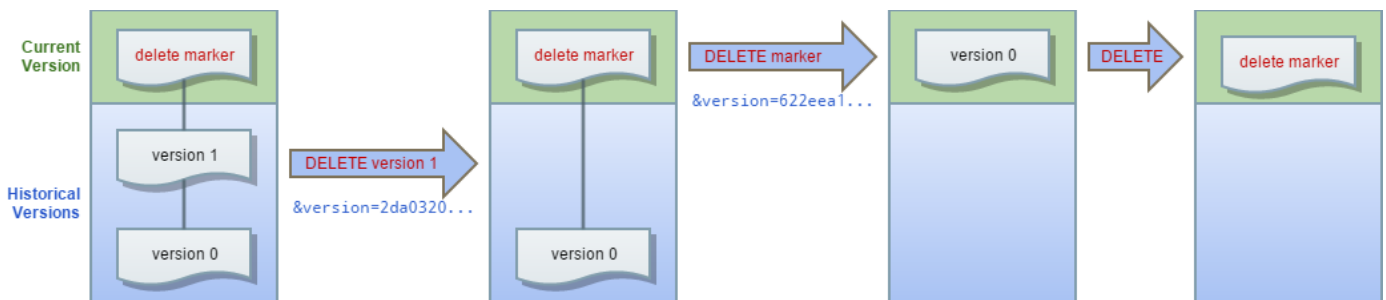 Current
Version
delete marker
version 1
version 0
Historical
Versions
DELETE version 1
&version=2da0320...
delete marker
version 0
DELETE marker
&version=622eea1...
version 0
DELETE
delete marker